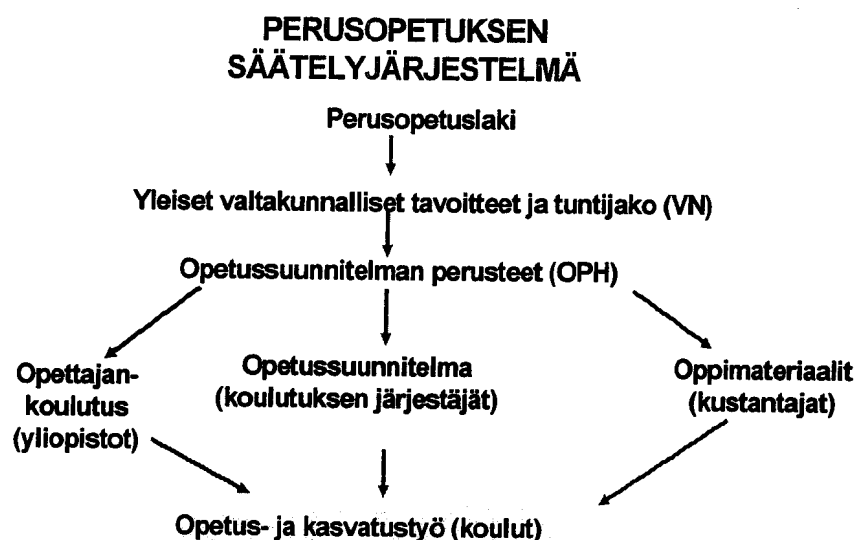 PERUSOPETUKSEN
SÄÄTELYJÄRJESTELMÄ
Perusopetuslaki
Yleiset valtakunnalliset tavoitteet ja tuntijako (VN)
Opetussuunnitelman perusteet (OPH)
Opettajan-
koulutus
(yliopistot)
Opetussuunnitelma
(koulutuksen järjestäjät)
Oppimateriaalit
(kustantajat)
Opetus- ja kasvatustyö (koulut)